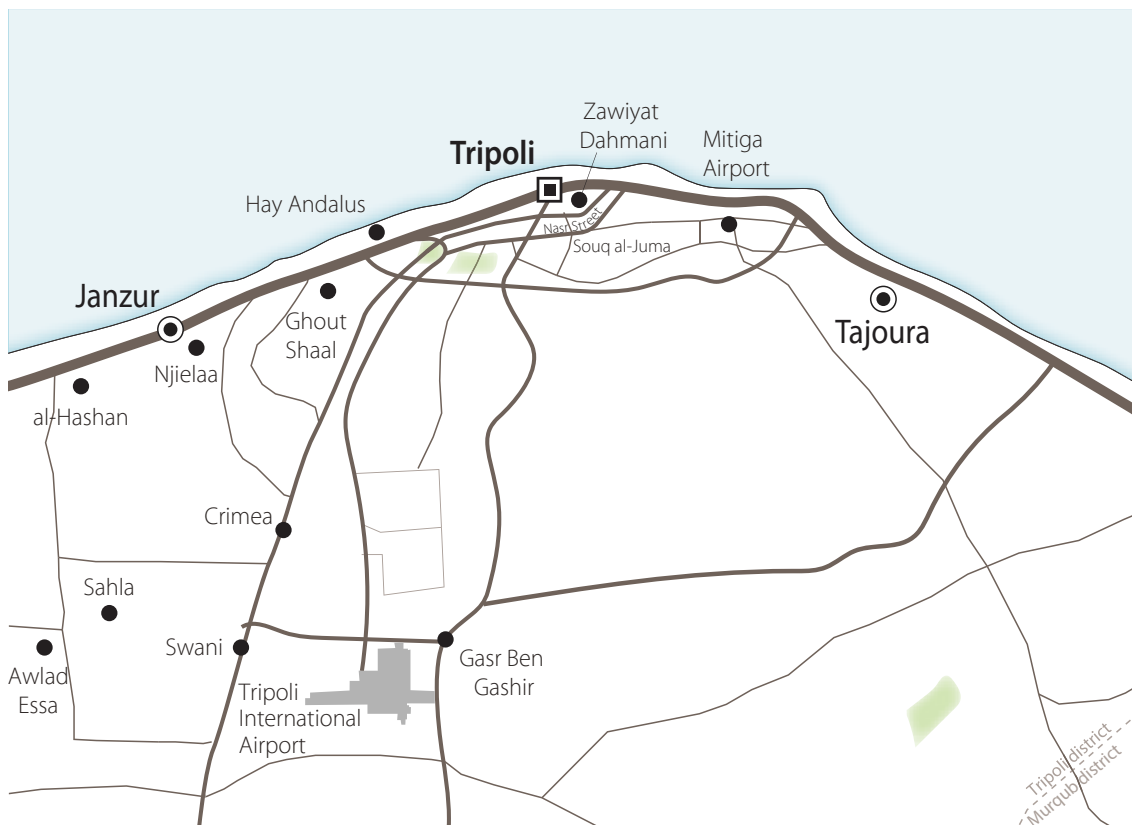 Zawiyat
Dahmani
Mitiga
Airport
Tripoli
Hay Andalus
Nasr Street
Souq al-Juma
Janzur
Ghout
Shaal
Tajoura
Njielaa
al-Hashan
Crimea
Sahla
Swani
Gasr Ben
Gashir
Awlad
Essa
Tripoli
International
Airport
Tripoli district
Murqub district